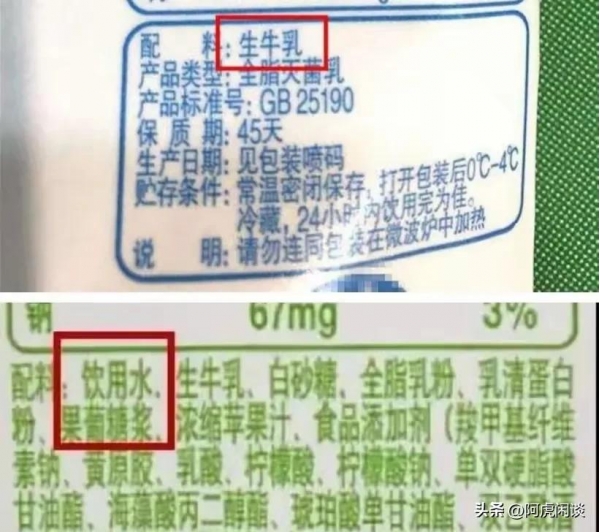 配 料：生牛乳
产品类型：全脂灭菌乳
产品标准号：GB 25190
保 质 期：45天
生产日期：见包装喷码
贮存条件：常温密闭保存，打开包装后0℃-4℃
冷藏，24小时内饮用完为佳。
说 明：请勿连同包装在微波炉中加热
钠 67mg 3%
配料：饮用水、生牛乳、白砂糖、全脂乳粉、乳清蛋白
粉、果葡糖浆、浓缩苹果汁、食品添加剂（羧甲基纤维
素钠、黄原胶、乳酸、柠檬酸、柠檬酸钠、单双硬脂酸
甘油酯、海藻酸丙二醇酯、琥珀酸单甘油酯
头条 @阿虎闲谈